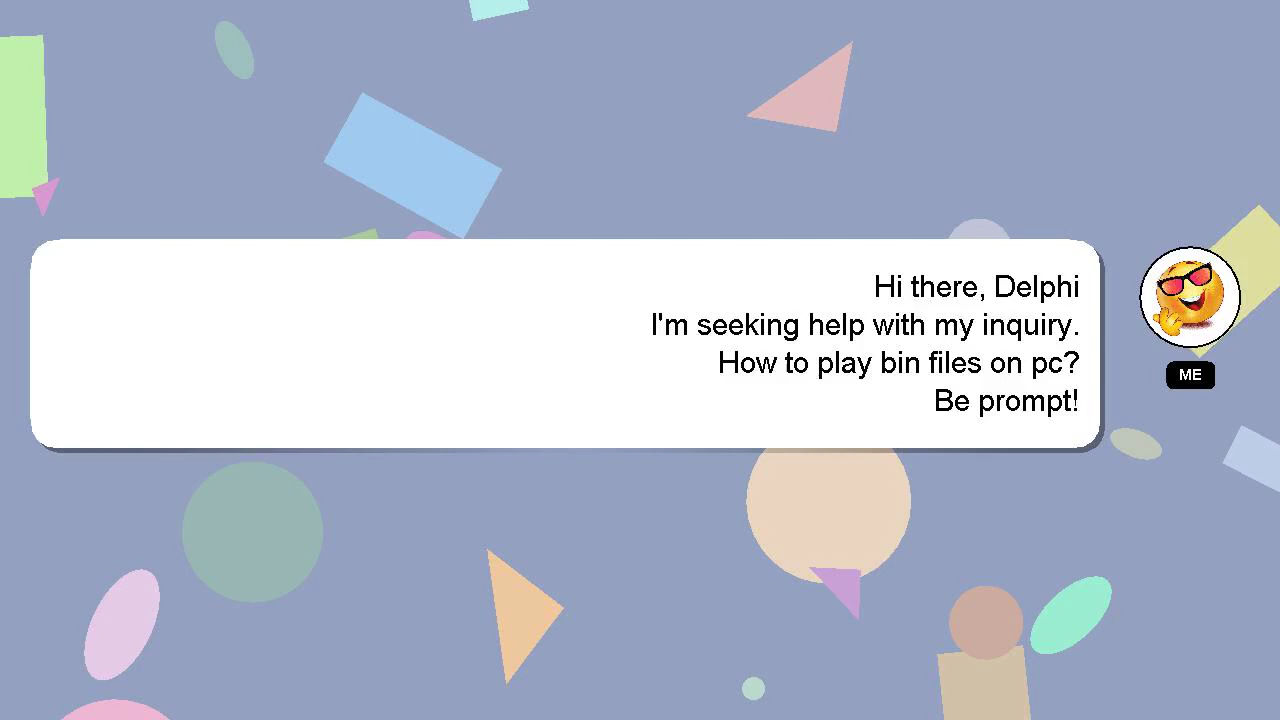 Hi there, Delphi
I'm seeking help with my inquiry.
How to play bin files on pc?
Be prompt!
ME